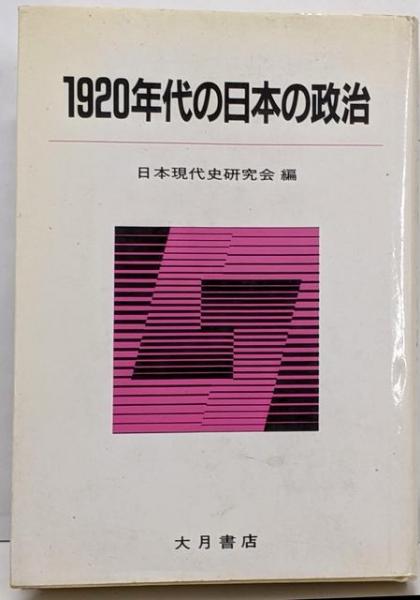 1920年代の日本の政治
日本現代史研究会 編
大月書店